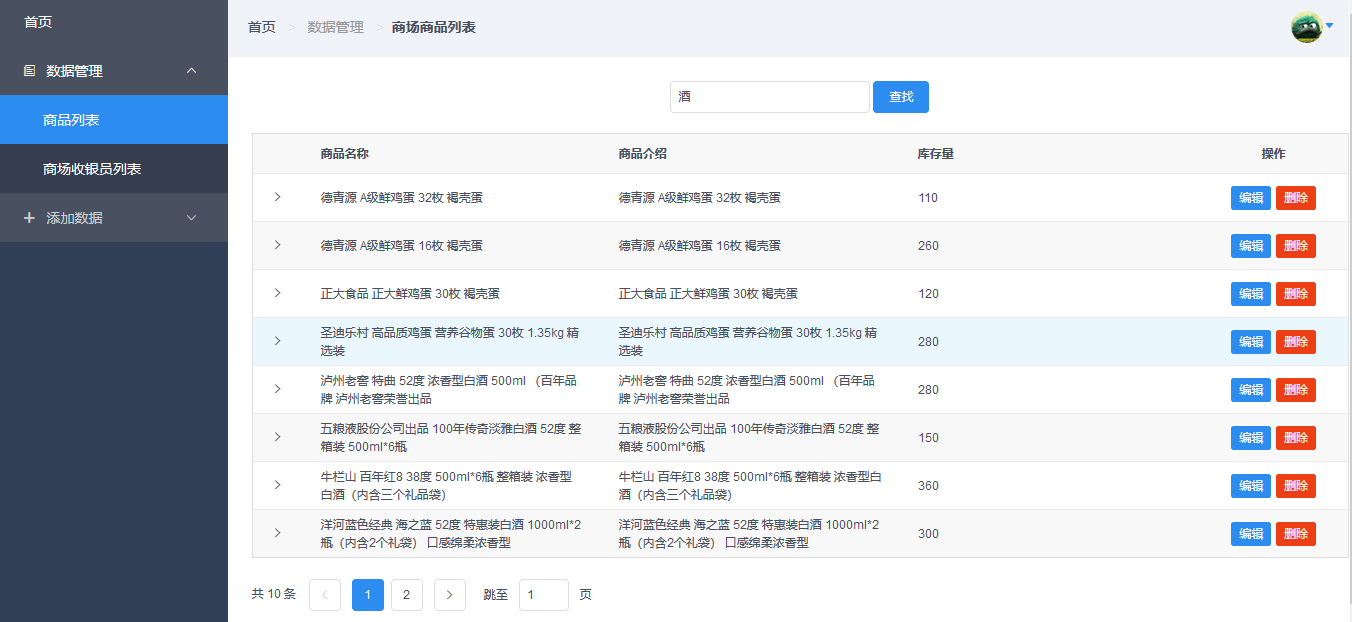 首页
数据管理
商品列表
商场收银员列表
添加数据
首页 > 数据管理 > 商场商品列表
酒 查找
商品名称 商品介绍 库存量 操作
德青源 A级鲜鸡蛋 32枚 褐壳蛋 德青源 A级鲜鸡蛋 32枚 褐壳蛋 110 编辑 删除
德青源 A级鲜鸡蛋 16枚 褐壳蛋 德青源 A级鲜鸡蛋 16枚 褐壳蛋 260 编辑 删除
正大食品 正大鲜鸡蛋 30枚 褐壳蛋 正大食品 正大鲜鸡蛋 30枚 褐壳蛋 120 编辑 删除
圣迪乐村 高品质鸡蛋 营养谷物蛋 30枚 1.35kg 精
选装
圣迪乐村 高品质鸡蛋 营养谷物蛋 30枚 1.35kg 精
选装
280 编辑 删除
泸州老窖 特曲 52度 浓香型白酒 500ml （百年品
牌 泸州老窖荣誉出品
泸州老窖 特曲 52度 浓香型白酒 500ml （百年品
牌 泸州老窖荣誉出品
280 编辑 删除
五粮液股份公司出品 100年传奇淡雅白酒 52度 整
箱装 500ml*6瓶
五粮液股份公司出品 100年传奇淡雅白酒 52度 整
箱装 500ml*6瓶
150 编辑 删除
牛栏山 百年红8 38度 500ml*6瓶 整箱装 浓香型
白酒（内含三个礼品袋）
牛栏山 百年红8 38度 500ml*6瓶 整箱装 浓香型白
酒（内含三个礼品袋）
360 编辑 删除
洋河蓝色经典 海之蓝 52度 特惠装白酒 1000ml*2
瓶（内含2个礼袋） 口感绵柔浓香型
洋河蓝色经典 海之蓝 52度 特惠装白酒 1000ml*2
瓶（内含2个礼袋） 口感绵柔浓香型
300 编辑 删除
共 10 条 < 1 2 > 跳至 1 页